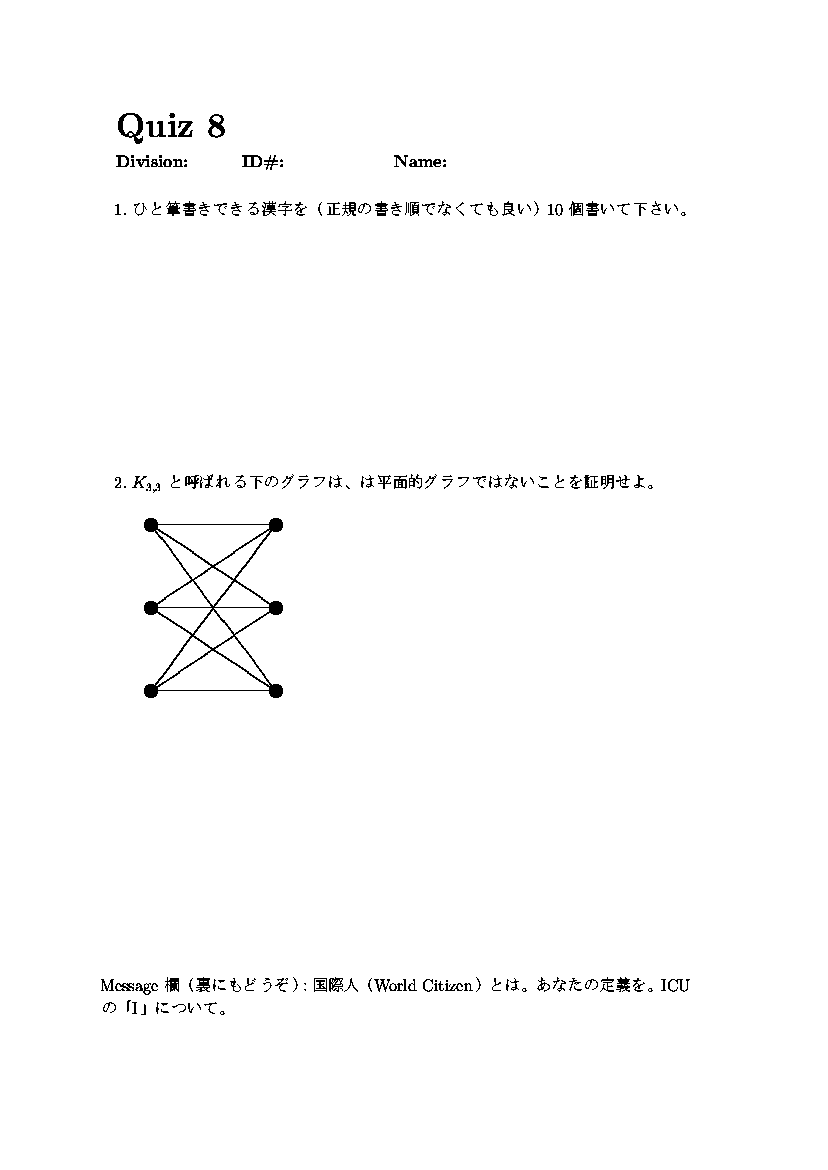 Quiz 8
Division: ID#: Name:
1. ひと筆書きできる漢字を（正規の書き順でなくても良い）10 個書いて下さい。
2. K3,3 と呼ばれる下のグラフは、は平面的グラフではないことを証明せよ。
Message 欄（裏にもどうぞ）: 国際人（World Citizen）とは。あなたの定義を。ICU
の「I」について。